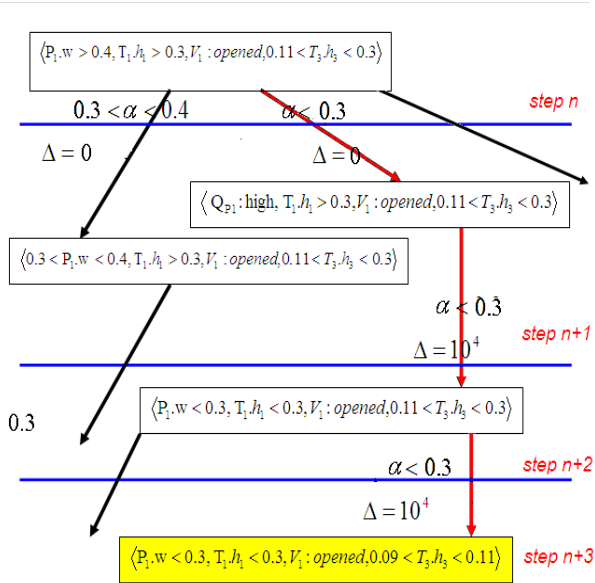 ⟨P₁.w > 0.4, T₁.h₁ > 0.3, V₁ : opened, 0.11 < T₃.h₃ < 0.3⟩
step n
0.3 < α < 0.4
α < 0.3
Δ = 0
Δ = 0
⟨Q_P1 : high, T₁.h₁ > 0.3, V₁ : opened, 0.11 < T₃.h₃ < 0.3⟩
⟨0.3 < P₁.w < 0.4, T₁.h₁ > 0.3, V₁ : opened, 0.11 < T₃.h₃ < 0.3⟩
α < 0.3
step n+1
Δ = 10⁴
⟨P₁.w < 0.3, T₁.h₁ < 0.3, V₁ : opened, 0.11 < T₃.h₃ < 0.3⟩
0.3
α < 0.3
step n+2
Δ = 10⁴
⟨P₁.w < 0.3, T₁.h₁ < 0.3, V₁ : opened, 0.09 < T₃.h₃ < 0.11⟩
step n+3